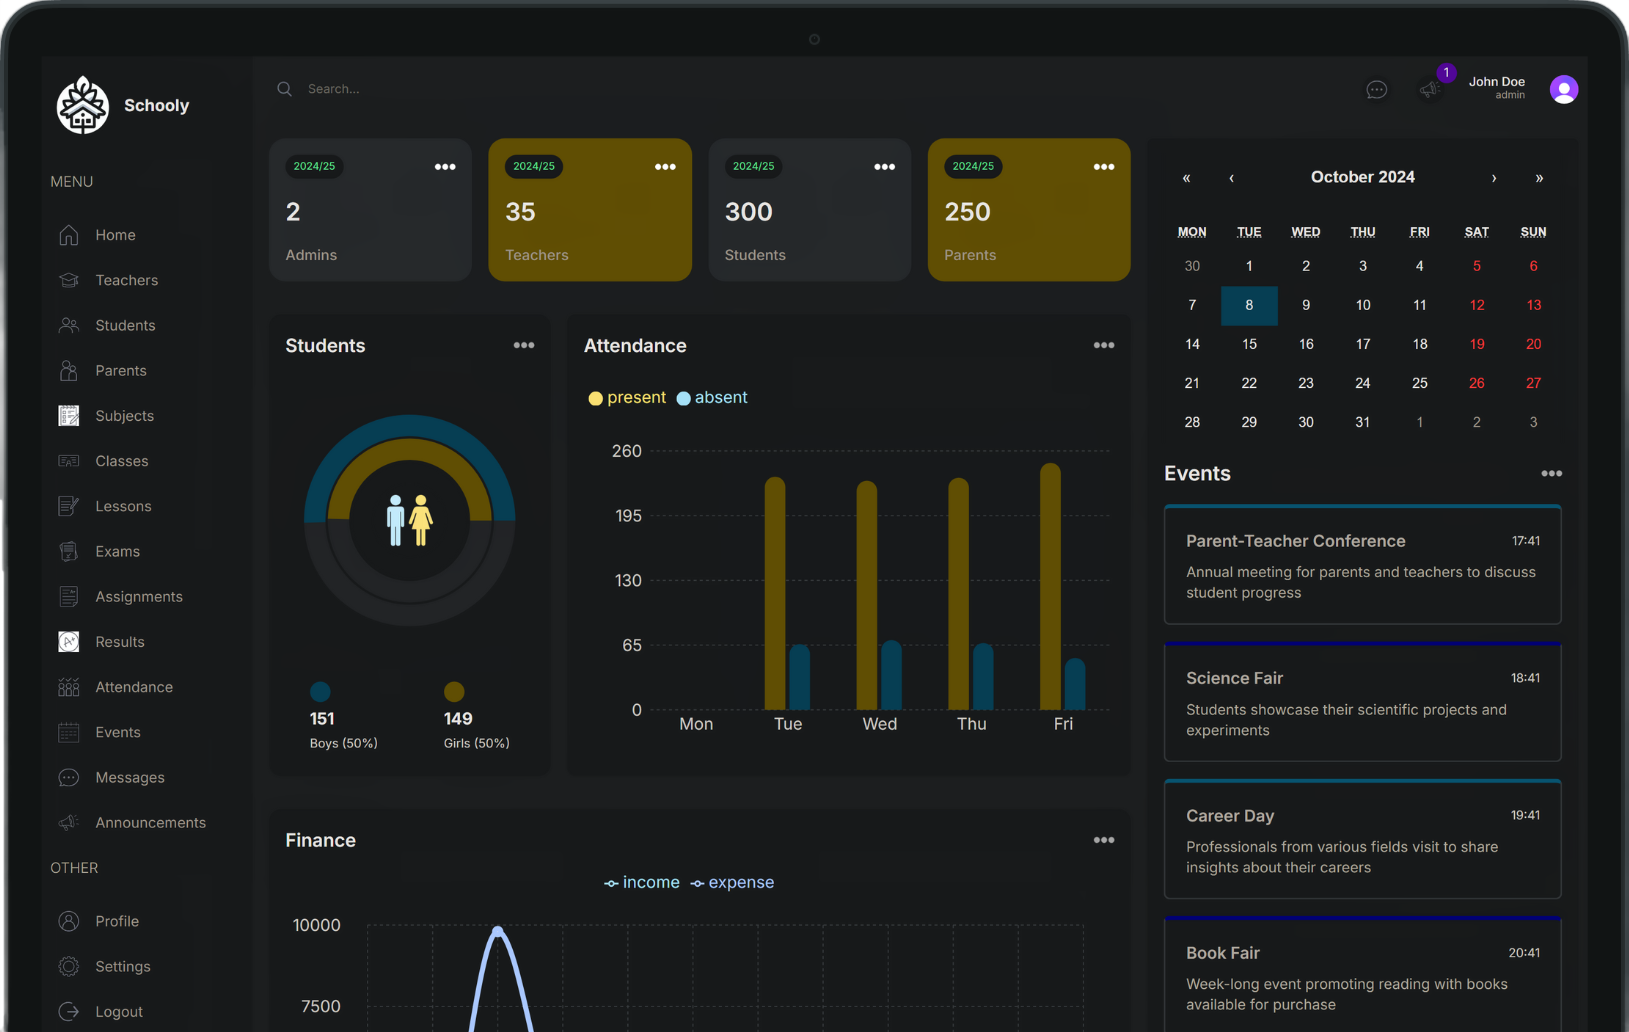 Schooly
Search...
1
John Doe
admin
MENU
Home
Teachers
Students
Parents
Subjects
Classes
Lessons
Exams
Assignments
Results
Attendance
Events
Messages
Announcements
OTHER
Profile
Settings
Logout
2024/25
2
Admins
2024/25
35
Teachers
2024/25
300
Students
2024/25
250
Parents
Students
151
Boys (50%)
149
Girls (50%)
Attendance
present absent
260
195
130
65
0
Mon Tue Wed Thu Fri
Finance
income expense
10000
7500
« ‹ October 2024 › »
MON TUE WED THU FRI SAT SUN
30 1 2 3 4 5 6
7 8 9 10 11 12 13
14 15 16 17 18 19 20
21 22 23 24 25 26 27
28 29 30 31 1 2 3
Events
Parent-Teacher Conference 17:41
Annual meeting for parents and teachers to discuss
student progress
Science Fair 18:41
Students showcase their scientific projects and
experiments
Career Day 19:41
Professionals from various fields visit to share
insights about their careers
Book Fair 20:41
Week-long event promoting reading with books
available for purchase